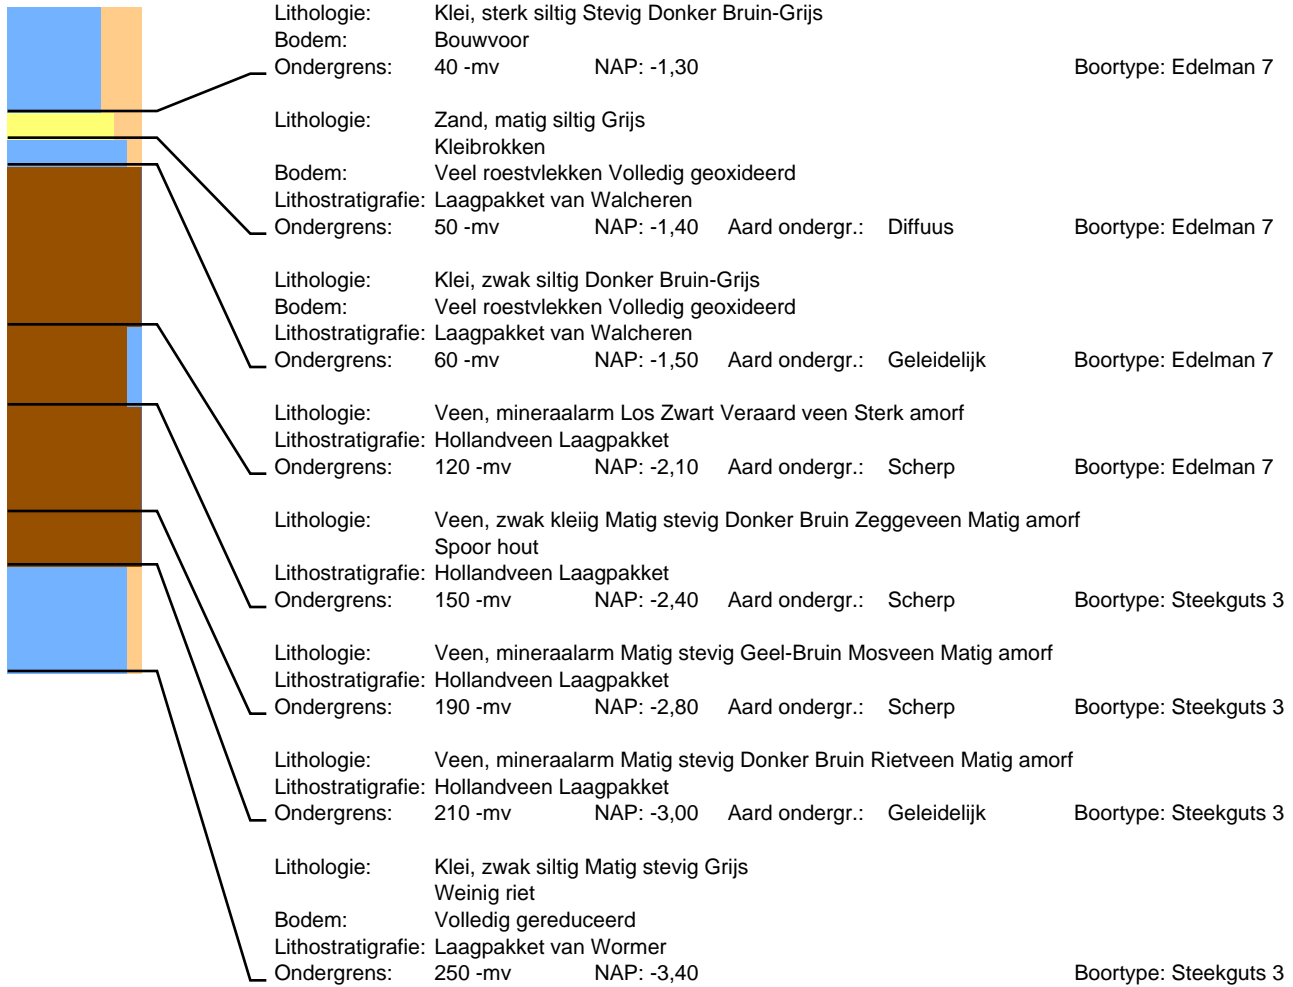 Lithologie: Klei, sterk siltig Stevig Donker Bruin-Grijs
Bodem: Bouwvoor
Ondergrens: 40 -mv NAP: -1,30 Boortype: Edelman 7
Lithologie: Zand, matig siltig Grijs
Kleibrokken
Bodem: Veel roestvlekken Volledig geoxideerd
Lithostratigrafie: Laagpakket van Walcheren
Ondergrens: 50 -mv NAP: -1,40 Aard ondergr.: Diffuus Boortype: Edelman 7
Lithologie: Klei, zwak siltig Donker Bruin-Grijs
Bodem: Veel roestvlekken Volledig geoxideerd
Lithostratigrafie: Laagpakket van Walcheren
Ondergrens: 60 -mv NAP: -1,50 Aard ondergr.: Geleidelijk Boortype: Edelman 7
Lithologie: Veen, mineraalarm Los Zwart Veraard veen Sterk amorf
Lithostratigrafie: Hollandveen Laagpakket
Ondergrens: 120 -mv NAP: -2,10 Aard ondergr.: Scherp Boortype: Edelman 7
Lithologie: Veen, zwak kleiig Matig stevig Donker Bruin Zeggeveen Matig amorf
Spoor hout
Lithostratigrafie: Hollandveen Laagpakket
Ondergrens: 150 -mv NAP: -2,40 Aard ondergr.: Scherp Boortype: Steekguts 3
Lithologie: Veen, mineraalarm Matig stevig Geel-Bruin Mosveen Matig amorf
Lithostratigrafie: Hollandveen Laagpakket
Ondergrens: 190 -mv NAP: -2,80 Aard ondergr.: Scherp Boortype: Steekguts 3
Lithologie: Veen, mineraalarm Matig stevig Donker Bruin Rietveen Matig amorf
Lithostratigrafie: Hollandveen Laagpakket
Ondergrens: 210 -mv NAP: -3,00 Aard ondergr.: Geleidelijk Boortype: Steekguts 3
Lithologie: Klei, zwak siltig Matig stevig Grijs
Weinig riet
Bodem: Volledig gereduceerd
Lithostratigrafie: Laagpakket van Wormer
Ondergrens: 250 -mv NAP: -3,40 Boortype: Steekguts 3